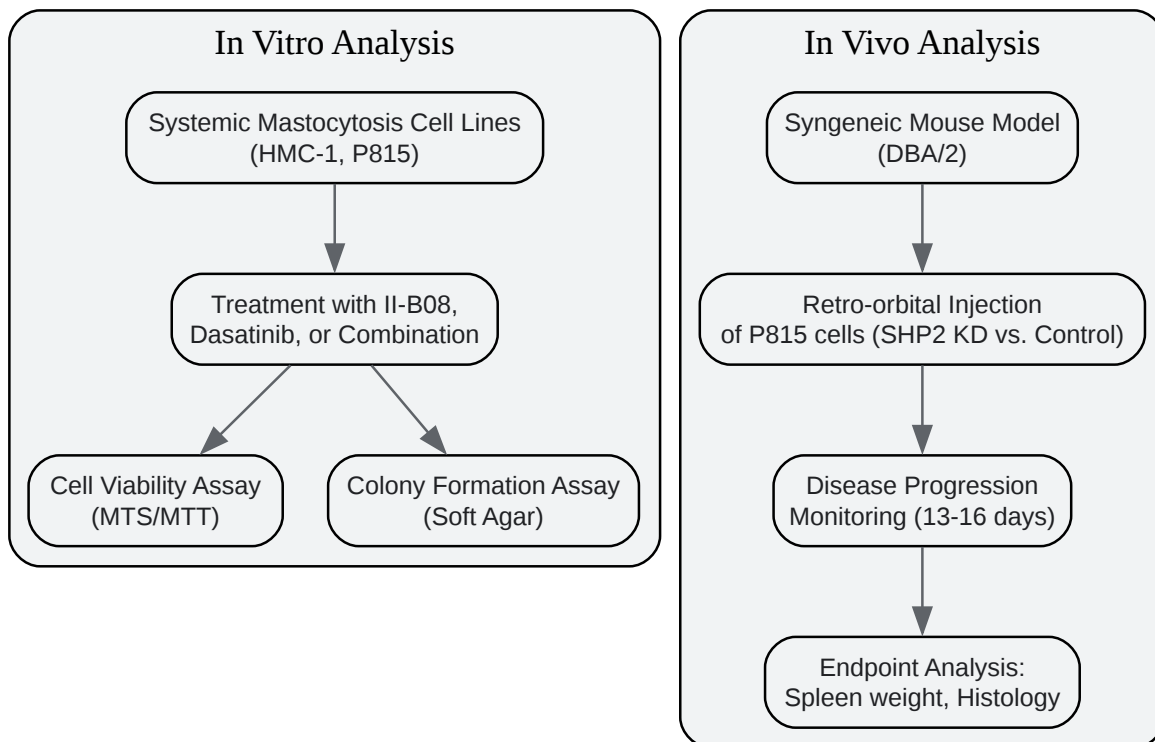 In Vitro Analysis
Systemic Mastocytosis Cell Lines
(HMC-1, P815)
Treatment with II-B08,
Dasatinib, or Combination
Cell Viability Assay
(MTS/MTT)
Colony Formation Assay
(Soft Agar)
In Vivo Analysis
Syngeneic Mouse Model
(DBA/2)
Retro-orbital Injection
of P815 cells (SHP2 KD vs. Control)
Disease Progression
Monitoring (13-16 days)
Endpoint Analysis:
Spleen weight, Histology